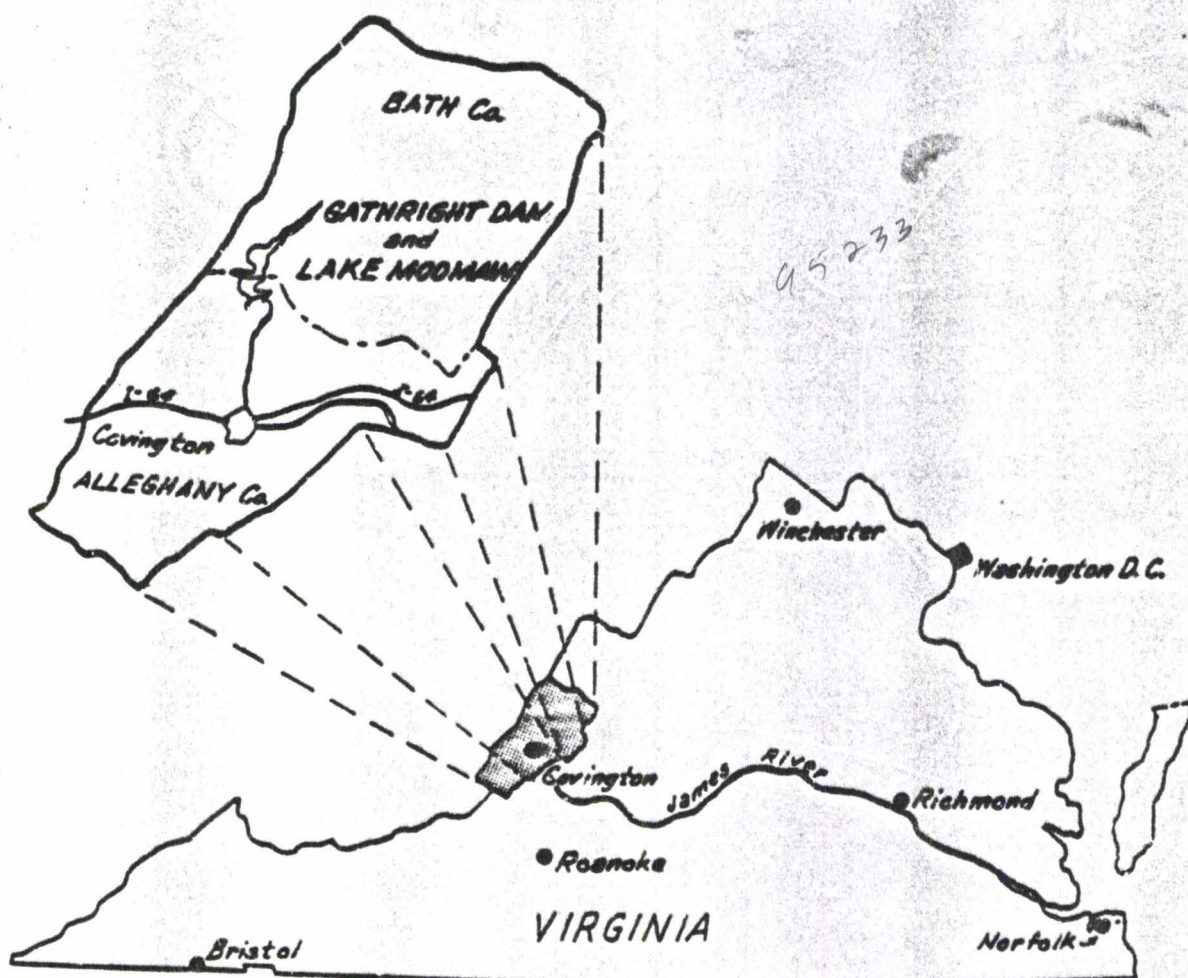 BATH Co.
GATHRIGHT DAM
and
LAKE MOOMAW
95233
I-64
I-64
Covington
ALLEGHANY Co.
Winchester
Washington D.C.
Covington
James River
Richmond
Roanoke
VIRGINIA
Norfolk
Bristol